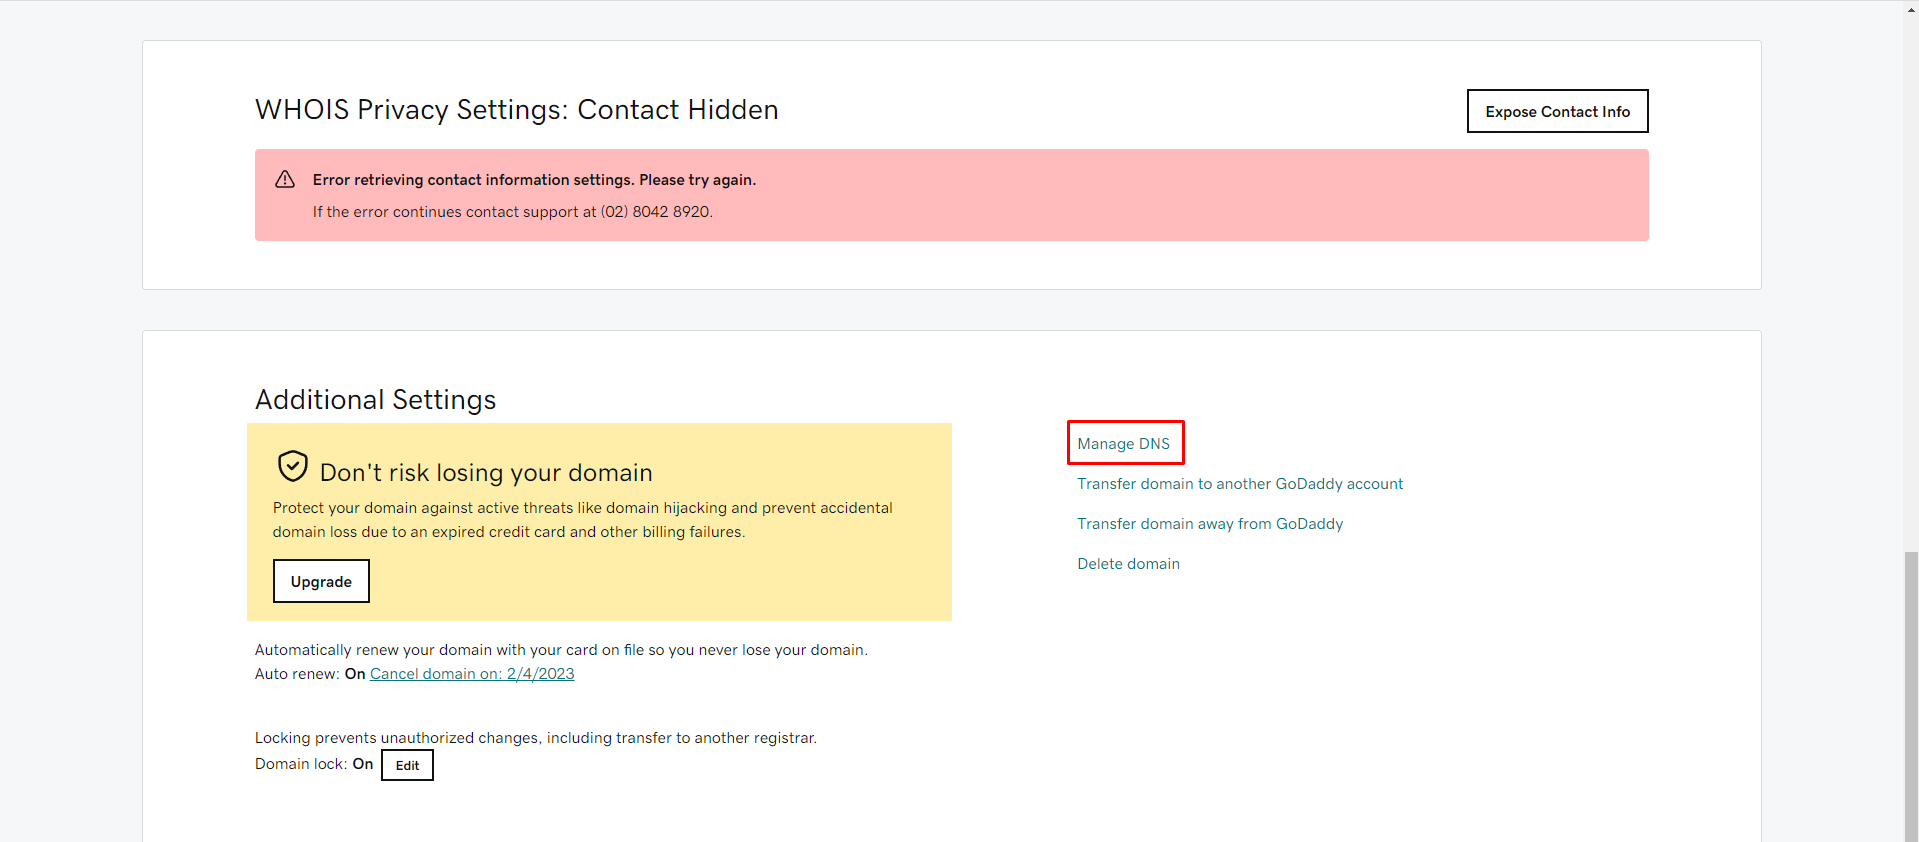 WHOIS Privacy Settings: Contact Hidden
Expose Contact Info
Error retrieving contact information settings. Please try again.
If the error continues contact support at (02) 8042 8920.
Additional Settings
Don't risk losing your domain
Protect your domain against active threats like domain hijacking and prevent accidental
domain loss due to an expired credit card and other billing failures.
Upgrade
Automatically renew your domain with your card on file so you never lose your domain.
Auto renew: On Cancel domain on: 2/4/2023
Locking prevents unauthorized changes, including transfer to another registrar.
Domain lock: On Edit
Manage DNS
Transfer domain to another GoDaddy account
Transfer domain away from GoDaddy
Delete domain